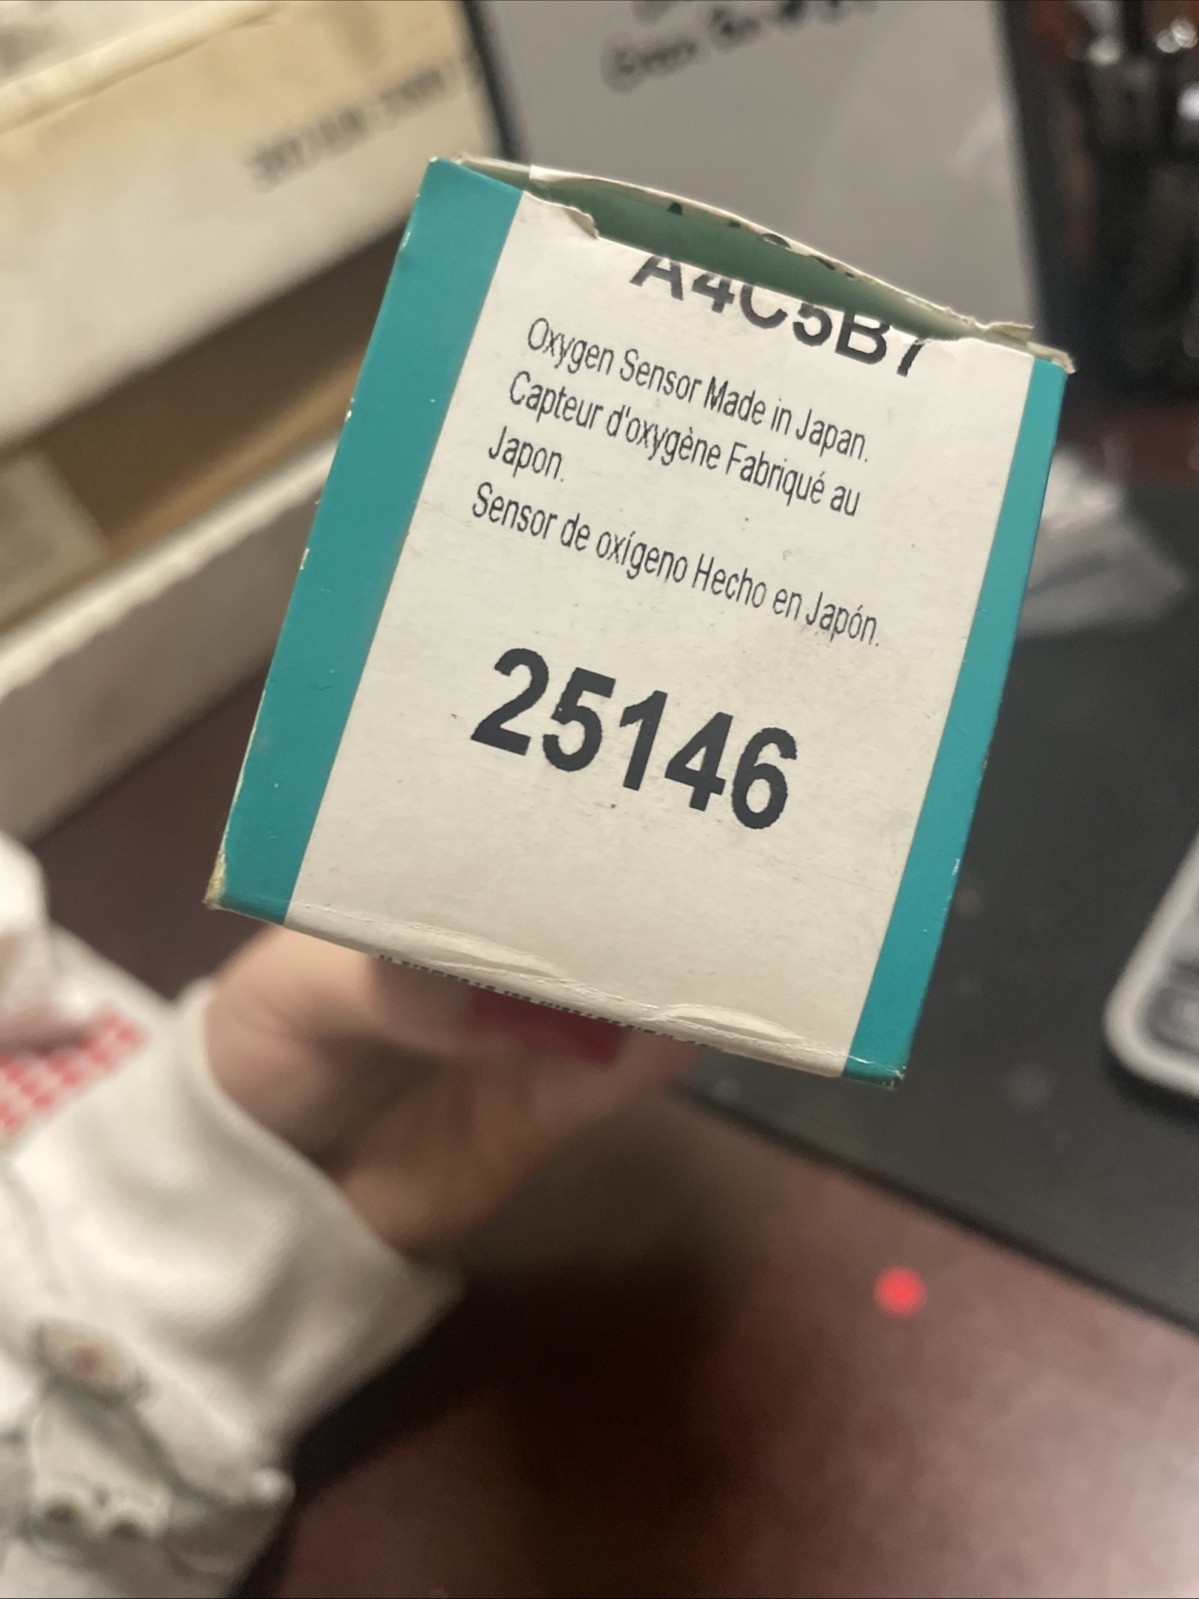 A4C5B7
Oxygen Sensor Made in Japan.
Capteur d'oxygène Fabriqué au
Japon.
Sensor de oxígeno Hecho en Japón.
25146